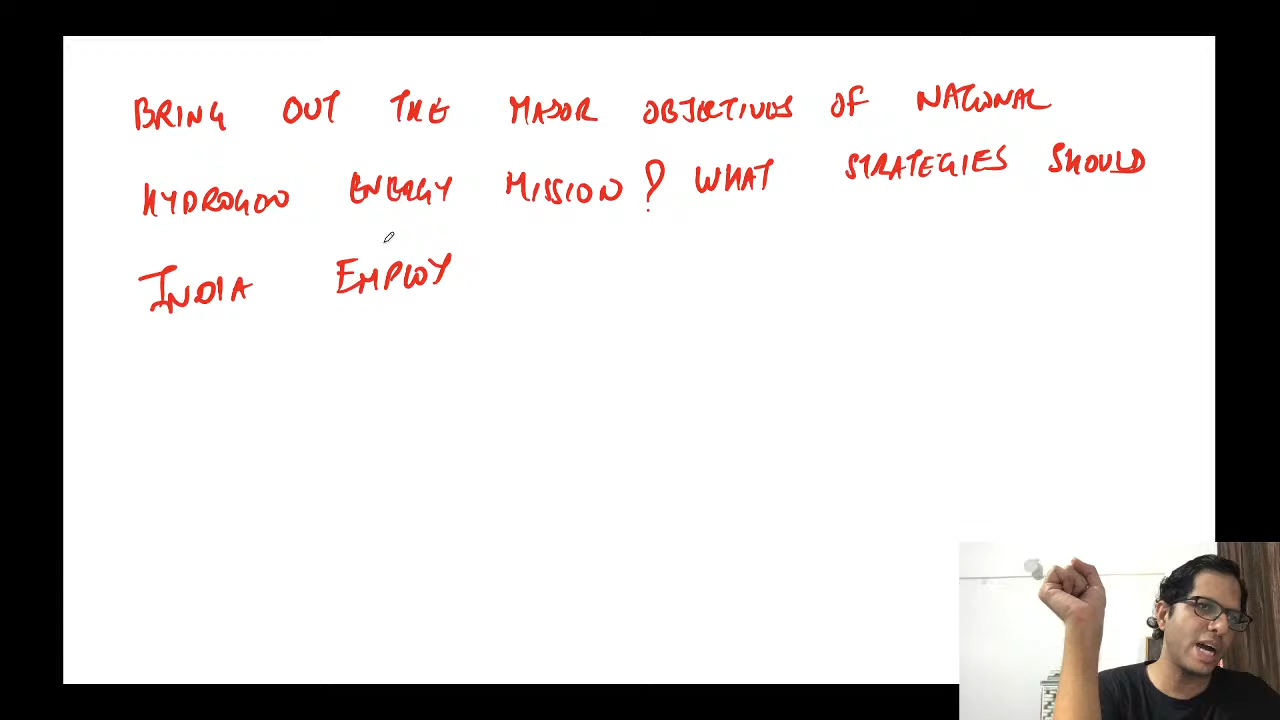 BRING OUT THE MAJOR OBJECTIVES OF NATIONAL
HYDROGEN ENERGY MISSION? WHAT STRATEGIES SHOULD
INDIA EMPLOY